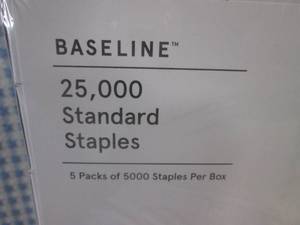 BASELINE™
25,000
Standard
Staples
5 Packs of 5000 Staples Per Box